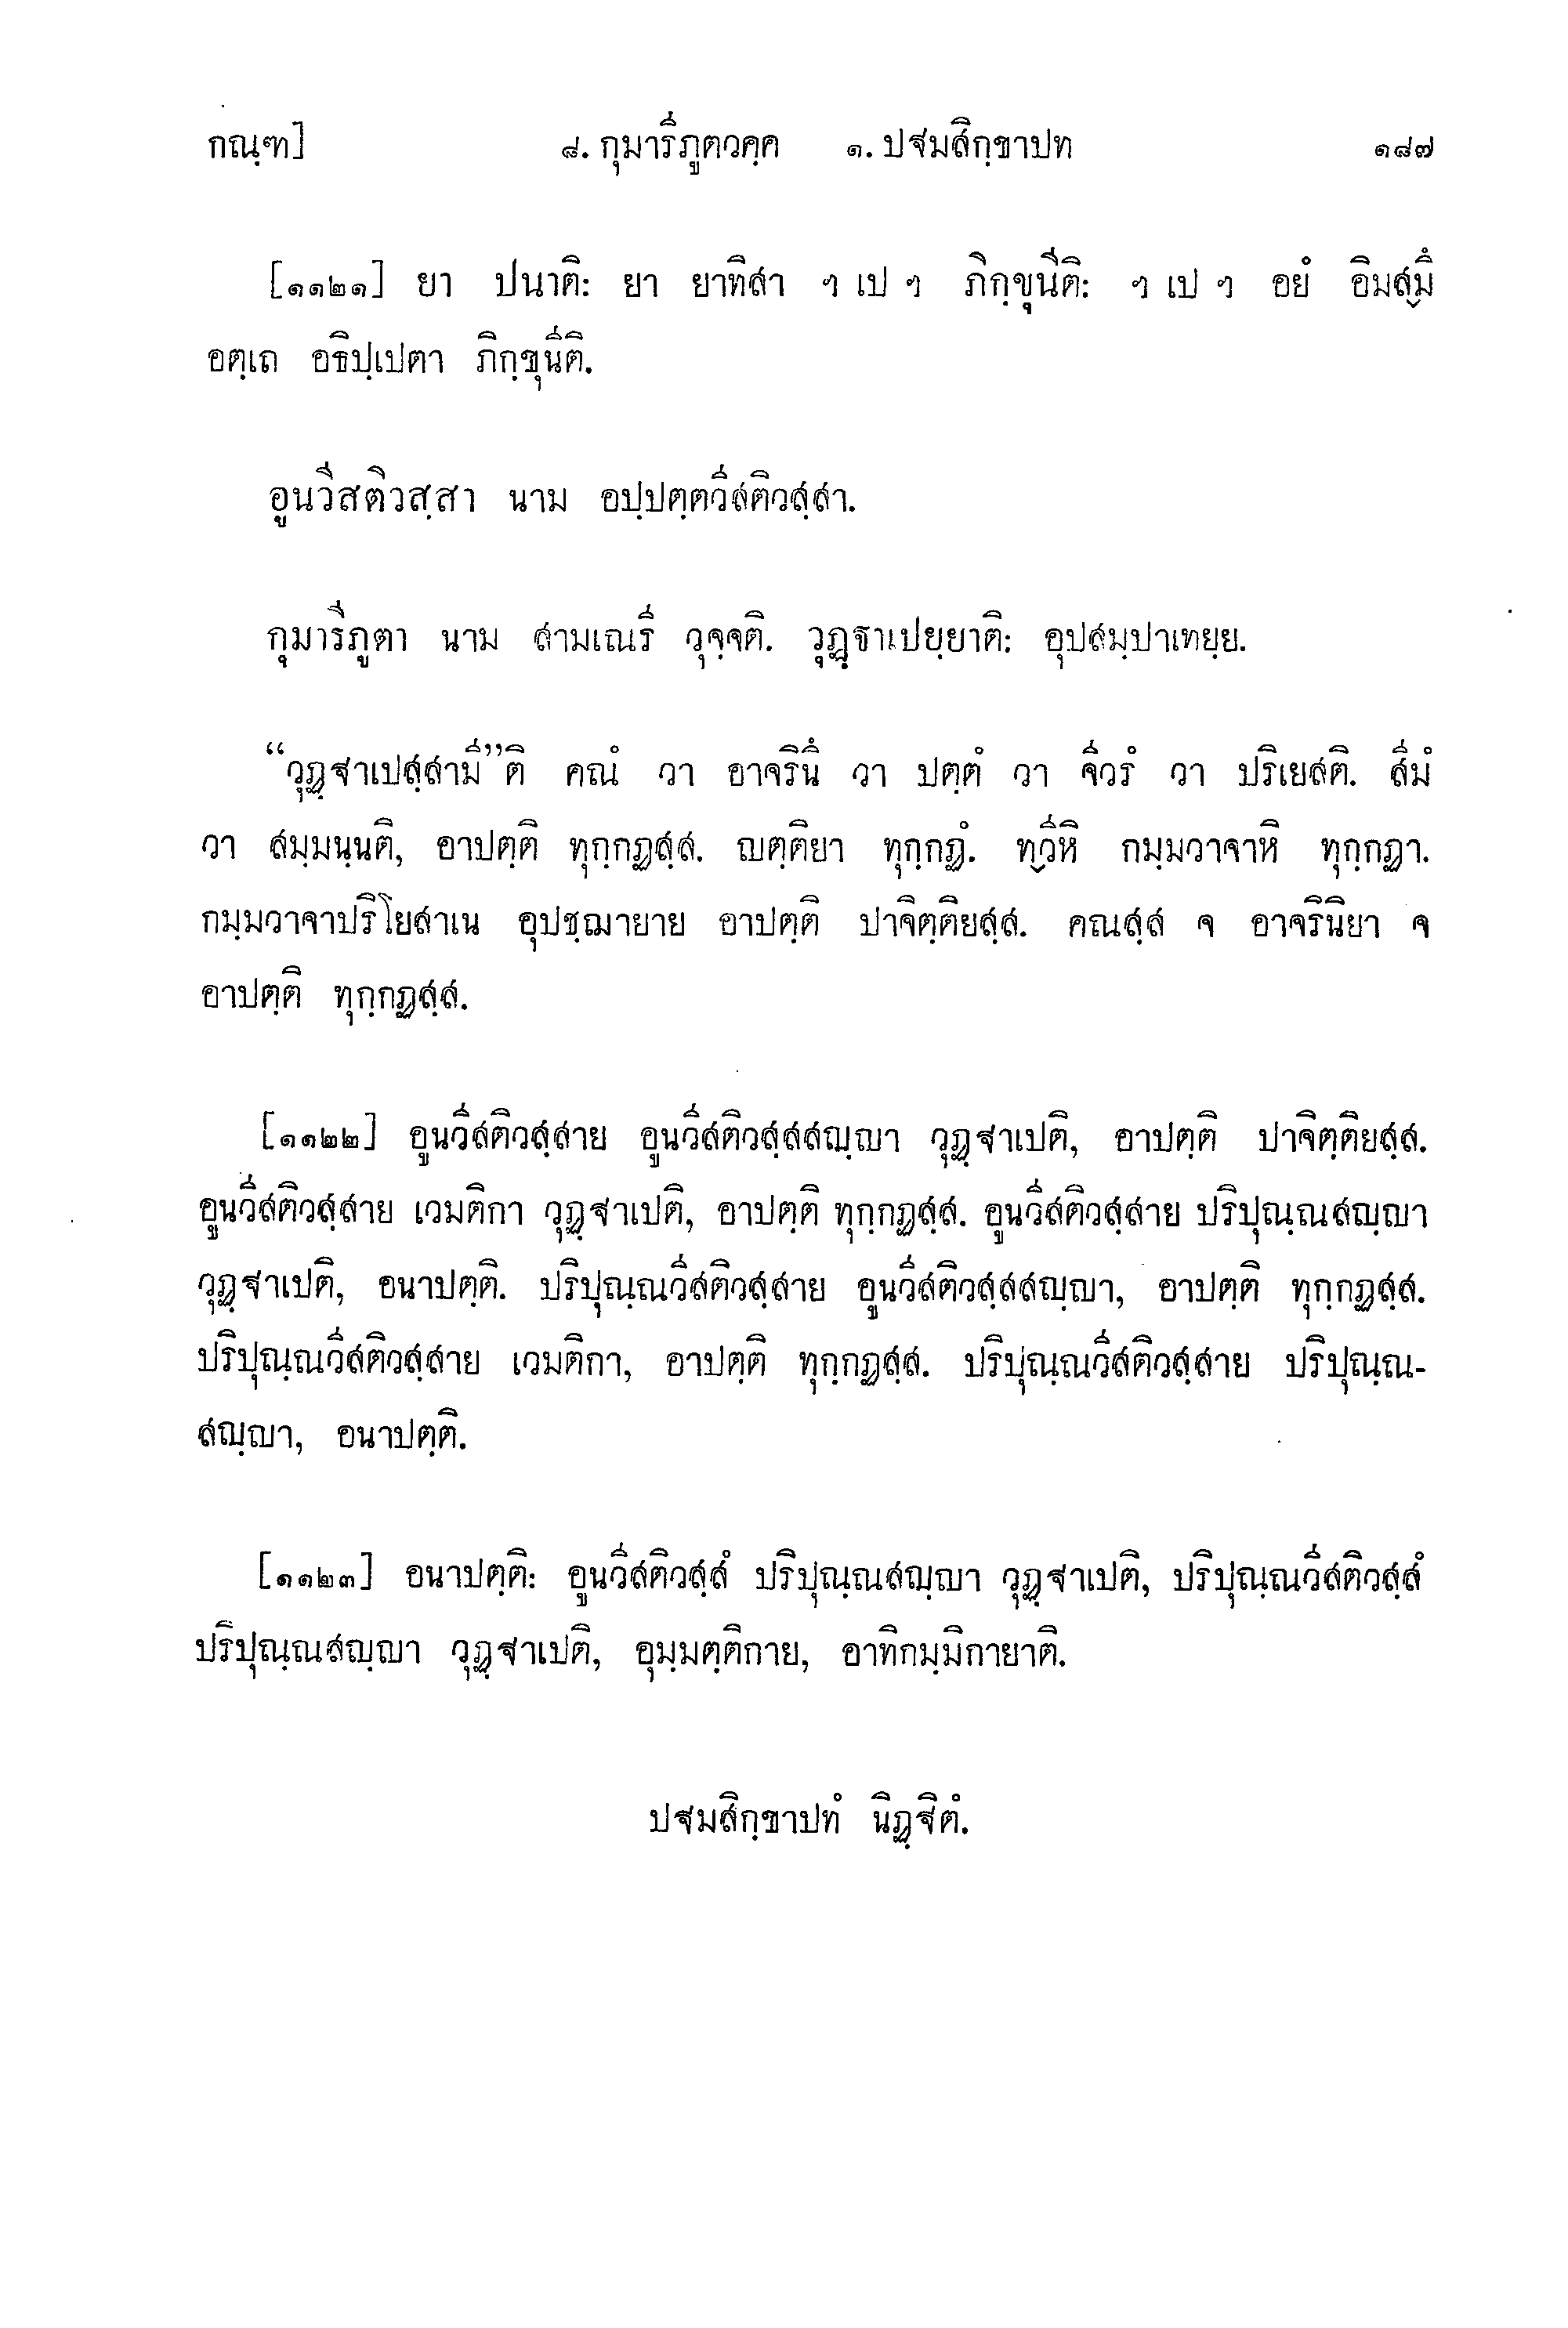 กณฺฑ] ๘. กุมารีภูตวคฺค ๑. ปฐมสิกฺขาปท ๑๘๗
[๑๑๒๑] ยา ปนาติ: ยา ยาทิสา ฯ เป ฯ ภิกฺขุนีติ: ฯ เป ฯ อยํ อิมสฺมึ
อตฺเถ อธิปฺเปตา ภิกฺขุนีติ.
อูนวีสติวสฺสา นาม อปฺปตฺตวีสติวสฺสา.
กุมารีภูตา นาม สามเณรี วุจฺจติ. วุฏฺฐาเปยฺยาติ: อุปสมฺปาเทยฺย.
“วุฏฺฐาเปสฺสามี”ติ คณํ วา อาจรินึ วา ปตฺตํ วา จีวรํ วา ปริเยสติ. สีมํ
วา สมฺมนฺนติ, อาปตฺติ ทุกฺกฏสฺส. ญตฺติยา ทุกฺกฏํ. ทฺวีหิ กมฺมวาจาหิ ทุกฺกฏา.
กมฺมวาจาปริโยสาเน อุปชฺฌายาย อาปตฺติ ปาจิตฺติยสฺส. คณสฺส จ อาจรินิยา จ
อาปตฺติ ทุกฺกฏสฺส.
[๑๑๒๒] อูนวีสติวสฺสาย อูนวีสติวสฺสสญฺญา วุฏฺฐาเปติ, อาปตฺติ ปาจิตฺติยสฺส.
อูนวีสติวสฺสาย เวมติกา วุฏฺฐาเปติ, อาปตฺติ ทุกฺกฏสฺส. อูนวีสติวสฺสาย ปริปุณฺณสญฺญา
วุฏฺฐาเปติ, อนาปตฺติ. ปริปุณฺณวีสติวสฺสาย อูนวีสติวสฺสสญฺญา, อาปตฺติ ทุกฺกฏสฺส.
ปริปุณฺณวีสติวสฺสาย เวมติกา, อาปตฺติ ทุกฺกฏสฺส. ปริปุณฺณวีสติวสฺสาย ปริปุณฺณ-
สญฺญา, อนาปตฺติ.
[๑๑๒๓] อนาปตฺติ: อูนวีสติวสฺสํ ปริปุณฺณสญฺญา วุฏฺฐาเปติ, ปริปุณฺณวีสติวสฺสํ
ปริปุณฺณสญฺญา วุฏฺฐาเปติ, อุมฺมตฺติกาย, อาทิกมฺมิกายาติ.
ปฐมสิกฺขาปทํ นิฏฺฐิตํ.